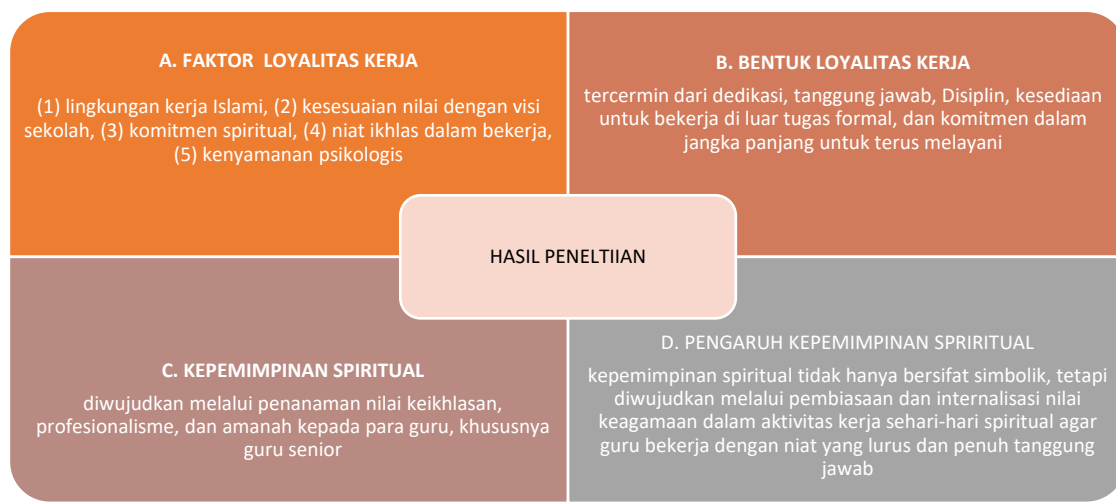 A. FAKTOR LOYALITAS KERJA
(1) lingkungan kerja Islami, (2) kesesuaian nilai dengan visi
sekolah, (3) komitmen spiritual, (4) niat ikhlas dalam bekerja,
(5) kenyamanan psikologis
B. BENTUK LOYALITAS KERJA
tercermin dari dedikasi, tanggung jawab, Disiplin, kesediaan
untuk bekerja di luar tugas formal, dan komitmen dalam
jangka panjang untuk terus melayani
HASIL PENELTIIAN
C. KEPEMIMPINAN SPIRITUAL
diwujudkan melalui penanaman nilai keikhlasan,
profesionalisme, dan amanah kepada para guru, khususnya
guru senior
D. PENGARUH KEPEMIMPINAN SPRIRITUAL
kepemimpinan spiritual tidak hanya bersifat simbolik, tetapi
diwujudkan melalui pembiasaan dan internalisasi nilai
keagamaan dalam aktivitas kerja sehari-hari spiritual agar
guru bekerja dengan niat yang lurus dan penuh tanggung
jawab